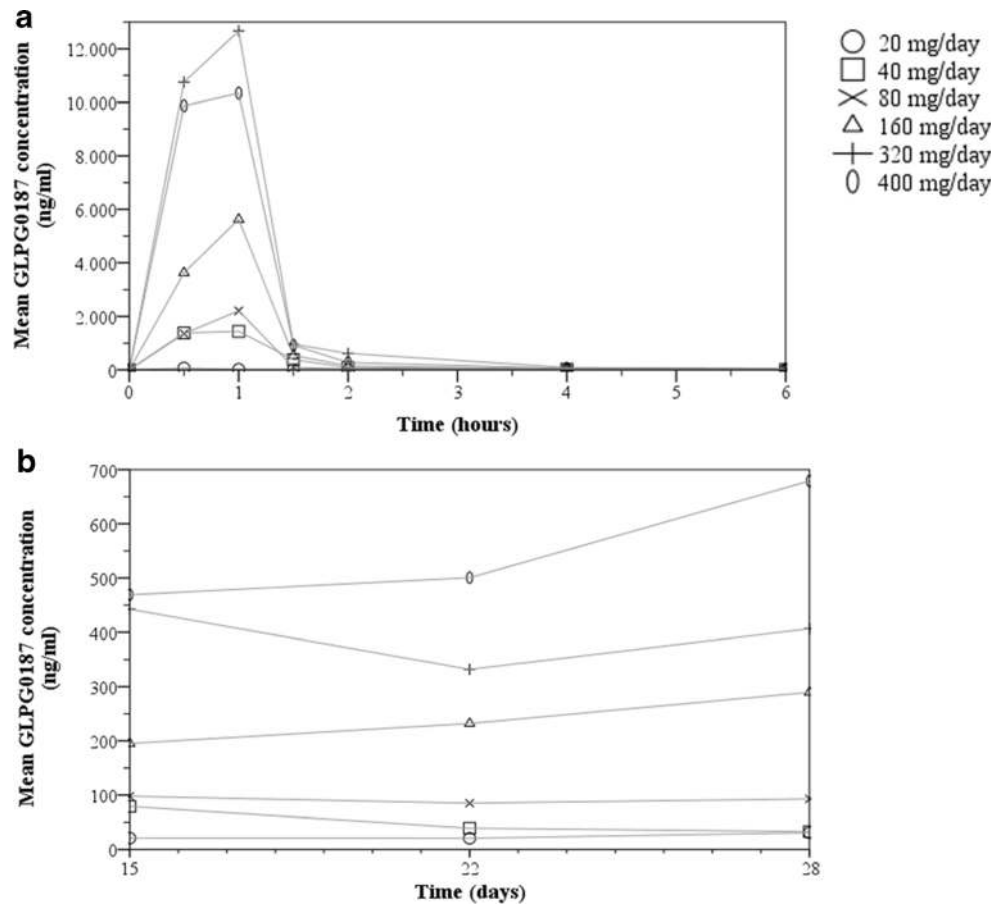 a
Mean GLPG0187 concentration
(ng/ml)
12.000
10.000
8.000
6.000
4.000
2.000
0
0 1 2 3 4 5 6
Time (hours)
20 mg/day
40 mg/day
80 mg/day
160 mg/day
320 mg/day
400 mg/day
b
Mean GLPG0187 concentration
(ng/ml)
700
600
500
400
300
200
100
0
15 22 28
Time (days)